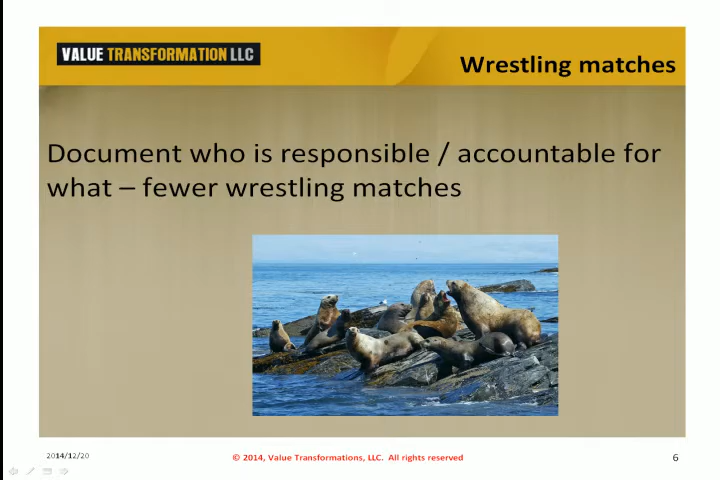 VALUE TRANSFORMATION LLC
Wrestling matches
Document who is responsible / accountable for
what – fewer wrestling matches
2014/12/20
© 2014, Value Transformations, LLC. All rights reserved
6